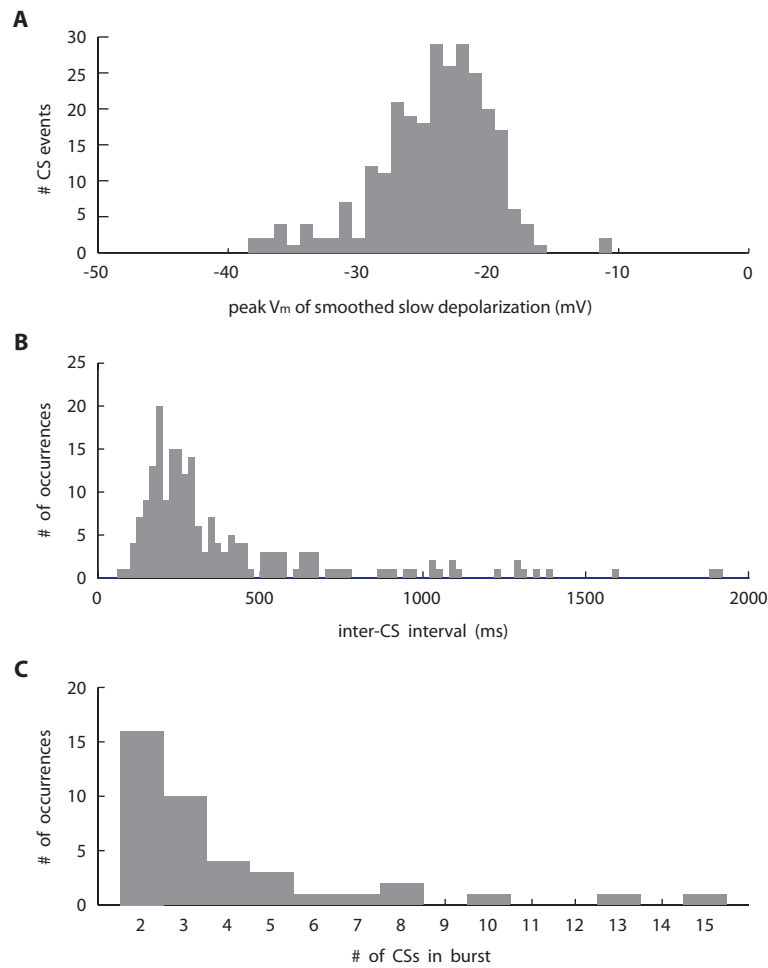 A
30
25
20
15
10
5
0
# CS events
-50 -40 -30 -20 -10 0
peak Vm of smoothed slow depolarization (mV)
B
25
20
15
10
5
0
# of occurrences
0 500 1000 1500 2000
inter-CS interval (ms)
C
20
15
10
5
0
# of occurrences
2 3 4 5 6 7 8 9 10 11 12 13 14 15
# of CSs in burst